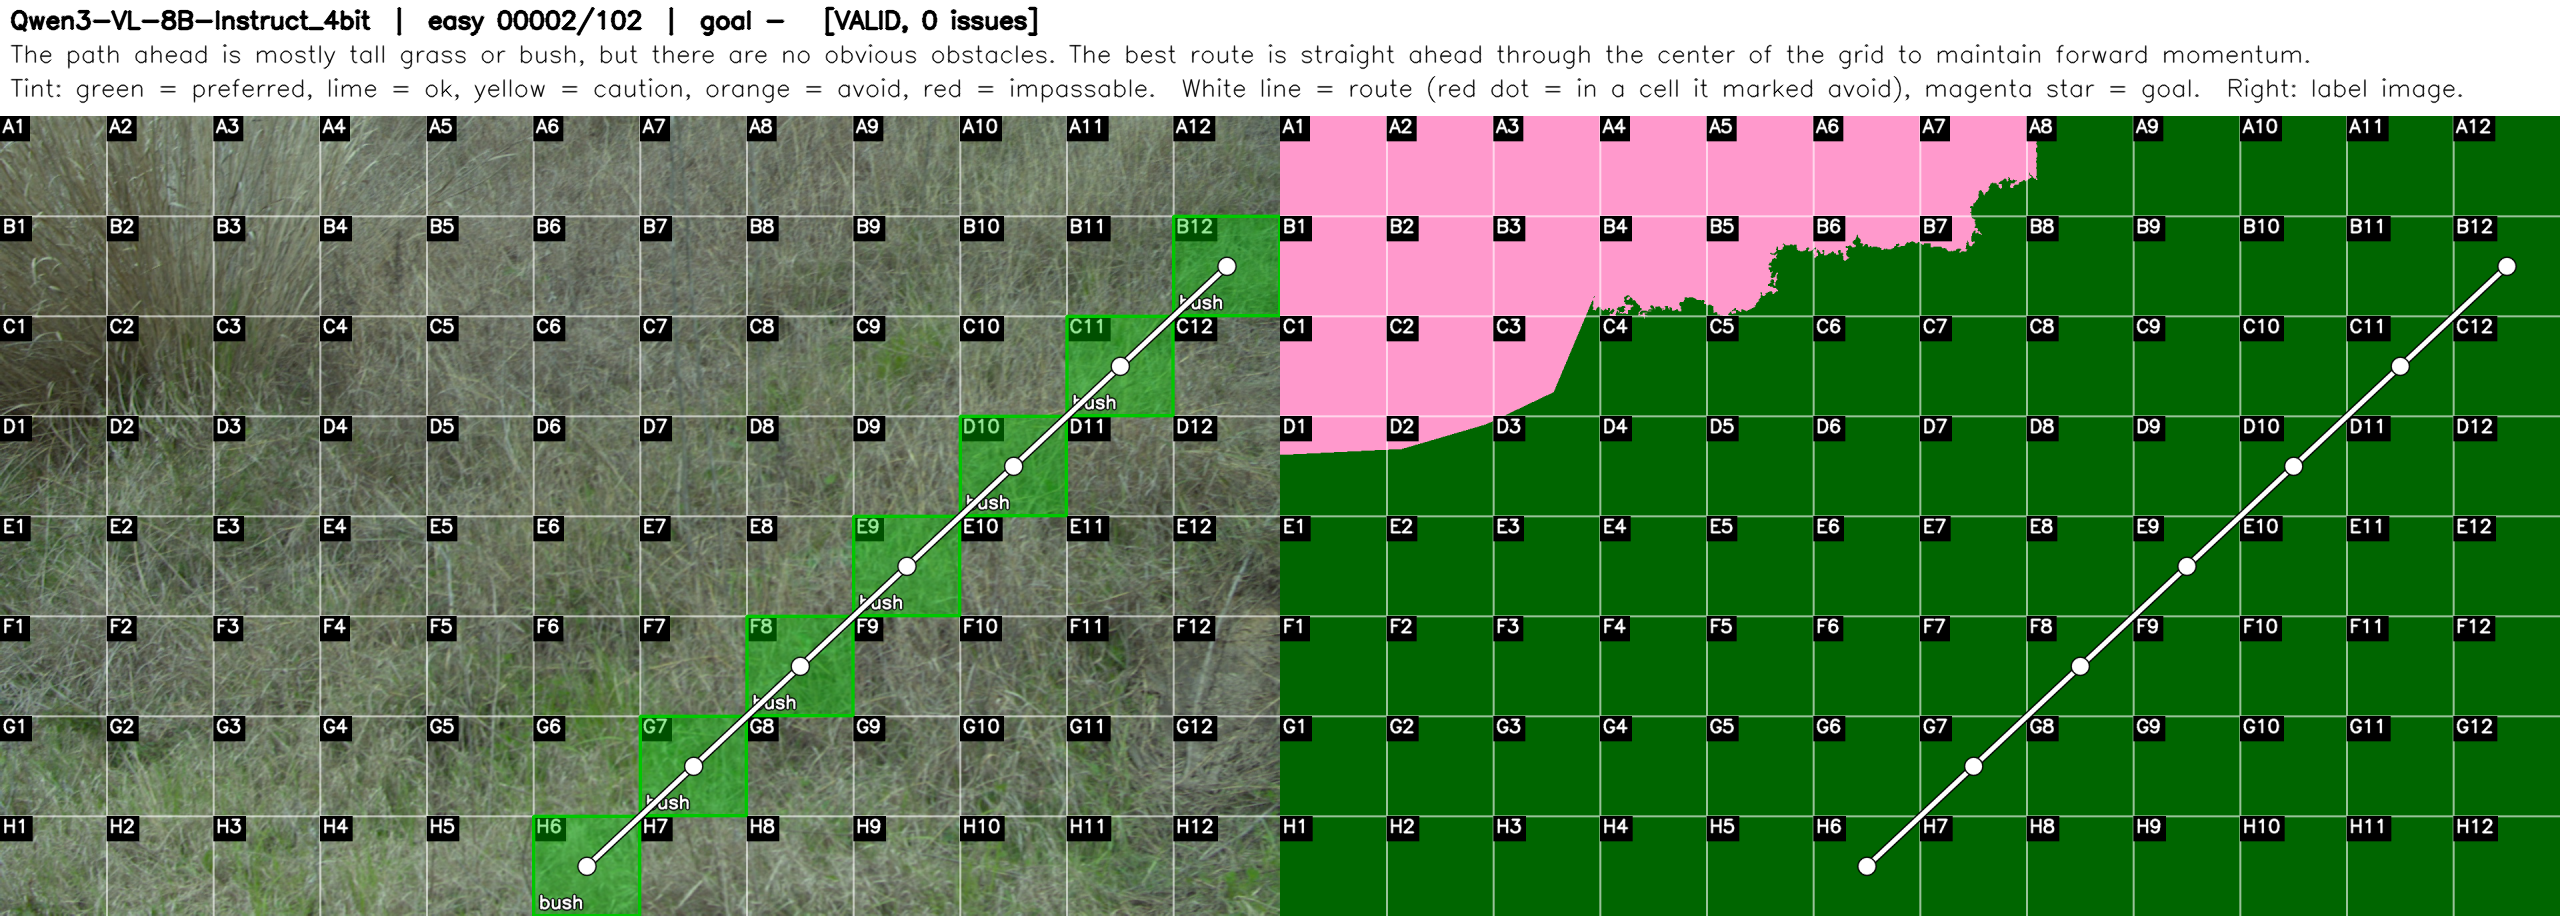 Qwen3-VL-8B-Instruct_4bit | easy 00002/102 | goal - [VALID, 0 issues]
The path ahead is mostly tall grass or bush, but there are no obvious obstacles. The best route is straight ahead through the center of the grid to maintain forward momentum.
Tint: green = preferred, lime = ok, yellow = caution, orange = avoid, red = impassable. White line = route (red dot = in a cell it marked avoid), magenta star = goal. Right: label image.
A1 A2 A3 A4 A5 A6 A7 A8 A9 A10 A11 A12 A1 A2 A3 A4 A5 A6 A7 A8 A9 A10 A11 A12
B1 B2 B3 B4 B5 B6 B7 B8 B9 B10 B11 B12 B1 B2 B3 B4 B5 B6 B7 B8 B9 B10 B11 B12
bush
C1 C2 C3 C4 C5 C6 C7 C8 C9 C10 C11 C12 C1 C2 C3 C4 C5 C6 C7 C8 C9 C10 C11 C12
bush
D1 D2 D3 D4 D5 D6 D7 D8 D9 D10 D11 D12 D1 D2 D3 D4 D5 D6 D7 D8 D9 D10 D11 D12
bush
E1 E2 E3 E4 E5 E6 E7 E8 E9 E10 E11 E12 E1 E2 E3 E4 E5 E6 E7 E8 E9 E10 E11 E12
bush
F1 F2 F3 F4 F5 F6 F7 F8 F9 F10 F11 F12 F1 F2 F3 F4 F5 F6 F7 F8 F9 F10 F11 F12
bush
G1 G2 G3 G4 G5 G6 G7 G8 G9 G10 G11 G12 G1 G2 G3 G4 G5 G6 G7 G8 G9 G10 G11 G12
bush
H1 H2 H3 H4 H5 H6 H7 H8 H9 H10 H11 H12 H1 H2 H3 H4 H5 H6 H7 H8 H9 H10 H11 H12
bush